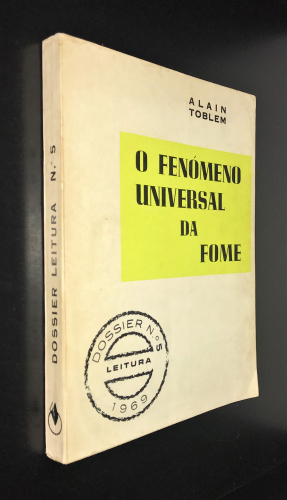 ALAIN
TOBLEM
O FENÓMENO
UNIVERSAL
DA
FOME
DOSSIER N.º 5
LEITURA
1969
DOSSIER LEITURA N.º 5